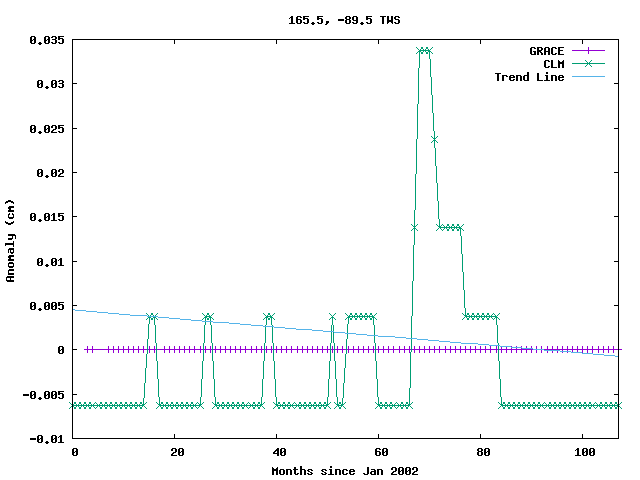 165.5, -89.5 TWS
GRACE
CLM
Trend Line
0.035
0.03
0.025
0.02
0.015
0.01
0.005
0
-0.005
-0.01
Anomaly (cm)
0 20 40 60 80 100
Months since Jan 2002